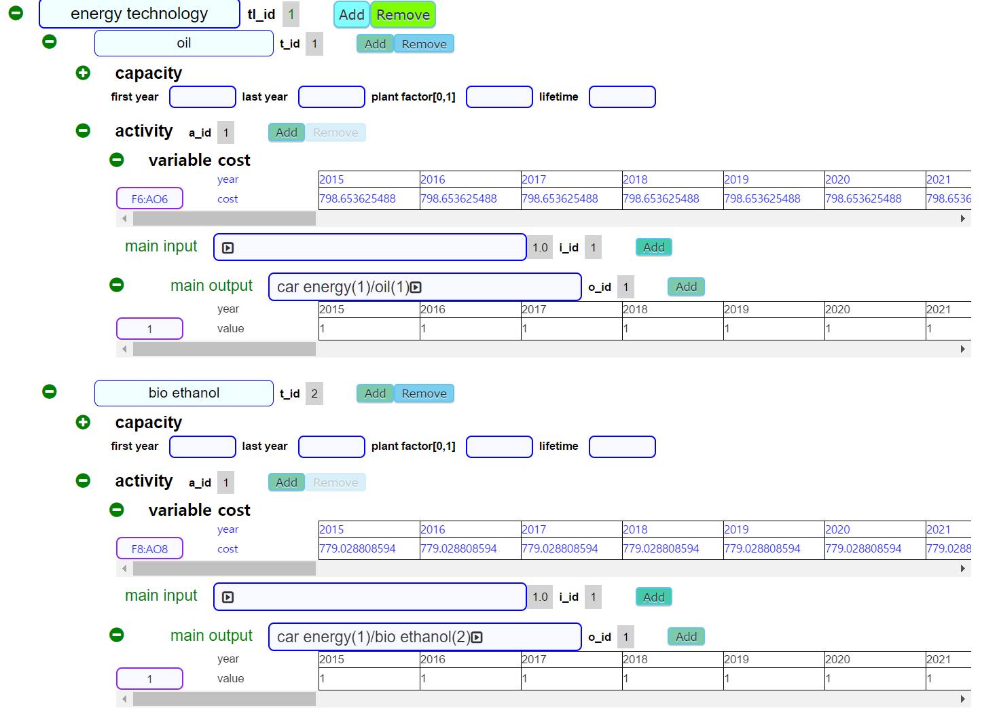 energy technology tl_id 1 Add Remove
oil t_id 1 Add Remove
capacity
first year last year plant factor[0,1] lifetime
activity a_id 1 Add Remove
variable cost
year 2015 2016 2017 2018 2019 2020 2021
F6:AO6 cost 798.653625488 798.653625488 798.653625488 798.653625488 798.653625488 798.653625488 798.6536
main input 1.0 i_id 1 Add
main output car energy(1)/oil(1) o_id 1 Add
year 2015 2016 2017 2018 2019 2020 2021
1 value 1 1 1 1 1 1 1
bio ethanol t_id 2 Add Remove
capacity
first year last year plant factor[0,1] lifetime
activity a_id 1 Add Remove
variable cost
year 2015 2016 2017 2018 2019 2020 2021
F8:AO8 cost 779.028808594 779.028808594 779.028808594 779.028808594 779.028808594 779.028808594 779.0288
main input 1.0 i_id 1 Add
main output car energy(1)/bio ethanol(2) o_id 1 Add
year 2015 2016 2017 2018 2019 2020 2021
1 value 1 1 1 1 1 1 1